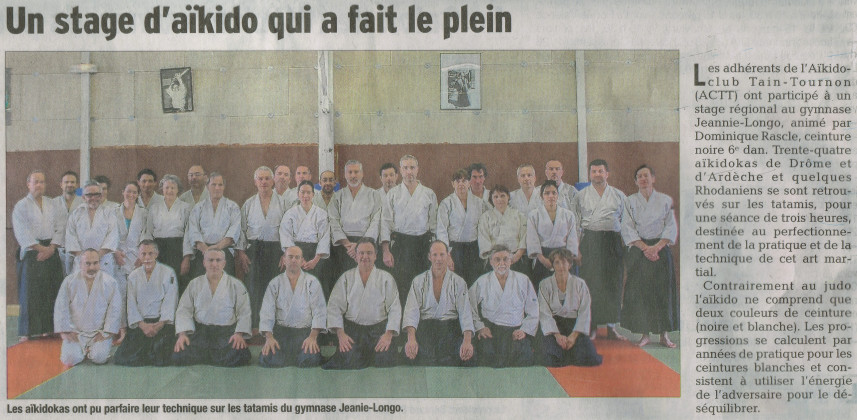 Un stage d'aïkido qui a fait le plein
Les aïkidokas ont pu parfaire leur technique sur les tatamis du gymnase Jeanie-Longo.
Les adhérents de l'Aïkido-
club Tain-Tournon
(ACTT) ont participé à un
stage régional au gymnase
Jeannie-Longo, animé par
Dominique Rascle, ceinture
noire 6e dan. Trente-quatre
aïkidokas de Drôme et
d'Ardèche et quelques
Rhodaniens se sont retrou-
vés sur les tatamis, pour
une séance de trois heures,
destinée au perfectionne-
ment de la pratique et de la
technique de cet art mar-
tial.
Contrairement au judo
l'aïkido ne comprend que
deux couleurs de ceinture
(noire et blanche). Les pro-
gressions se calculent par
années de pratique pour les
ceintures blanches et con-
sistent à utiliser l'énergie
de l'adversaire pour le dé-
séquilibrer.